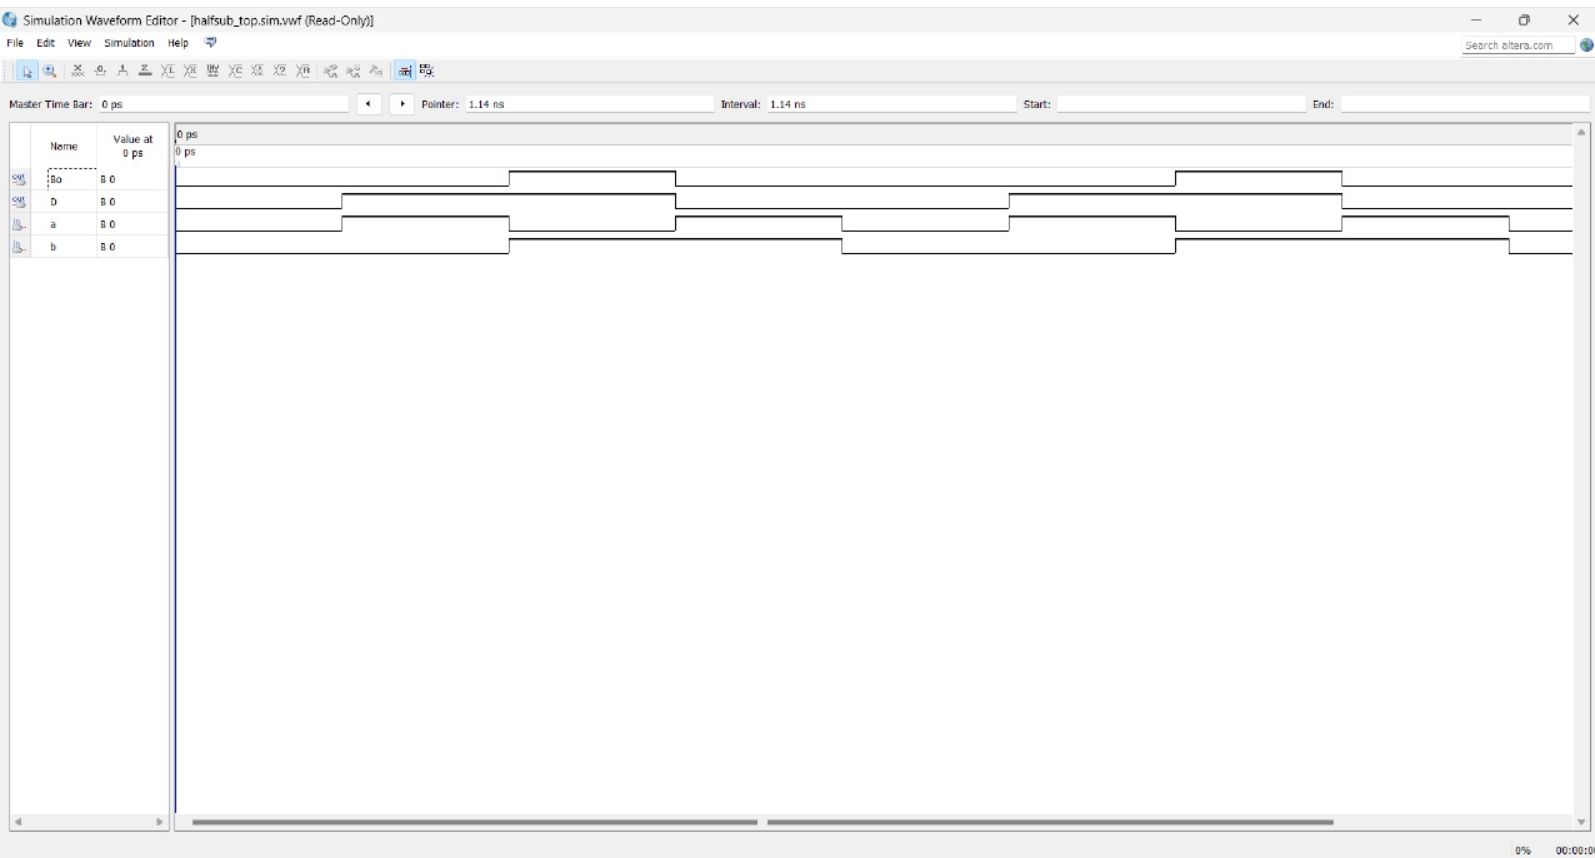 Simulation Waveform Editor - [halfsub_top.sim.vwf (Read-Only)]
File Edit View Simulation Help
Search altera.com
Master Time Bar: 0 ps
Pointer: 1.14 ns
Interval: 1.14 ns
Start:
End:
Name
Value at
0 ps
0 ps
0 ps
Bo B 0
D B 0
a B 0
b B 0
0% 00:00:0